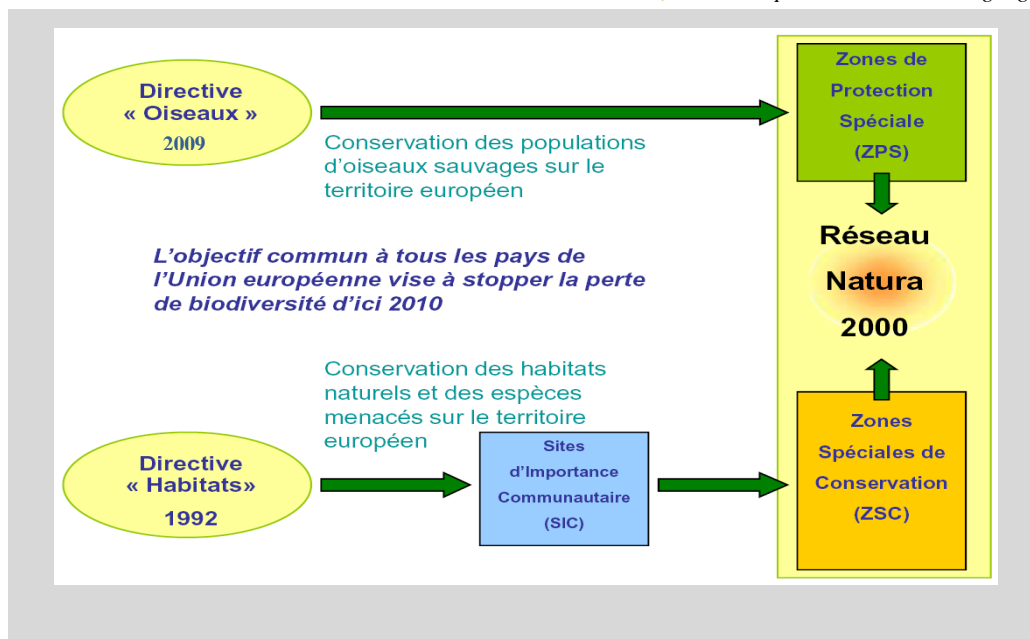 Directive
« Oiseaux »
2009
Conservation des populations
d'oiseaux sauvages sur le
territoire européen
Zones de
Protection
Spéciale
(ZPS)
L'objectif commun à tous les pays de
l'Union européenne vise à stopper la perte
de biodiversité d'ici 2010
Réseau
Natura
2000
Conservation des habitats
naturels et des espèces
menacés sur le territoire
européen
Directive
« Habitats»
1992
Sites
d'Importance
Communautaire
(SIC)
Zones
Spéciales de
Conservation
(ZSC)